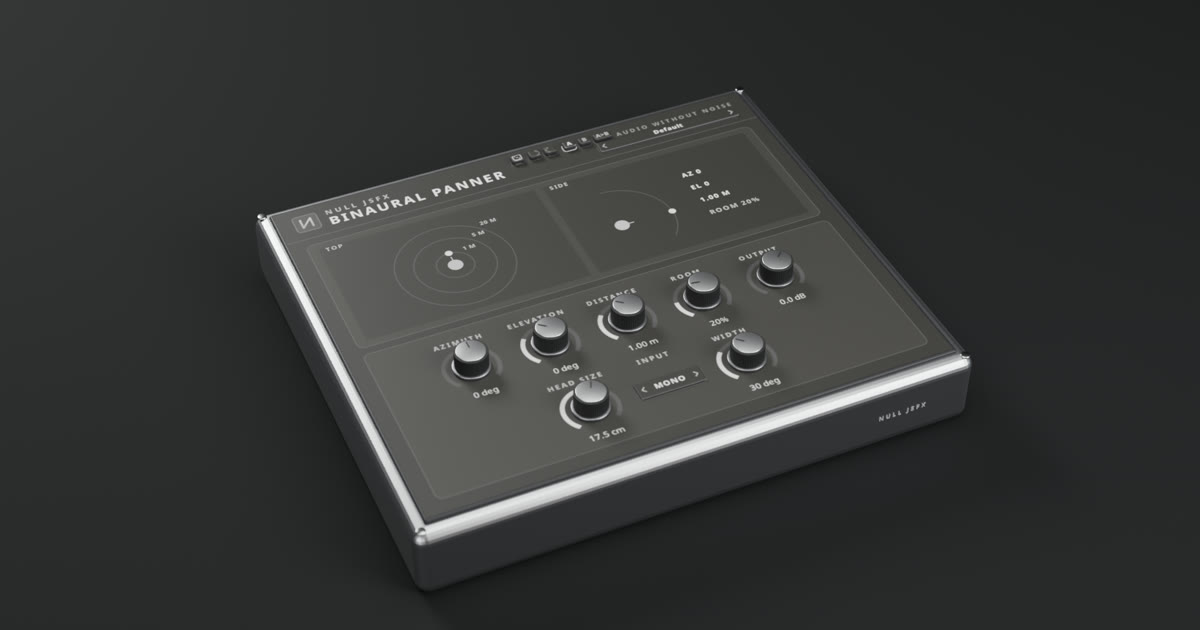 NULL JSFX
BINAURAL PANNER
A B A>B
AUDIO WITHOUT NOISE
< Default >
TOP
20 M
5 M
1 M
SIDE
AZ 0
EL 0
1.00 M
ROOM 20%
AZIMUTH
0 deg
ELEVATION
0 deg
DISTANCE
1.00 m
ROOM
20%
OUTPUT
0.0 dB
HEAD SIZE
17.5 cm
INPUT
< MONO >
WIDTH
30 deg
NULL JSFX